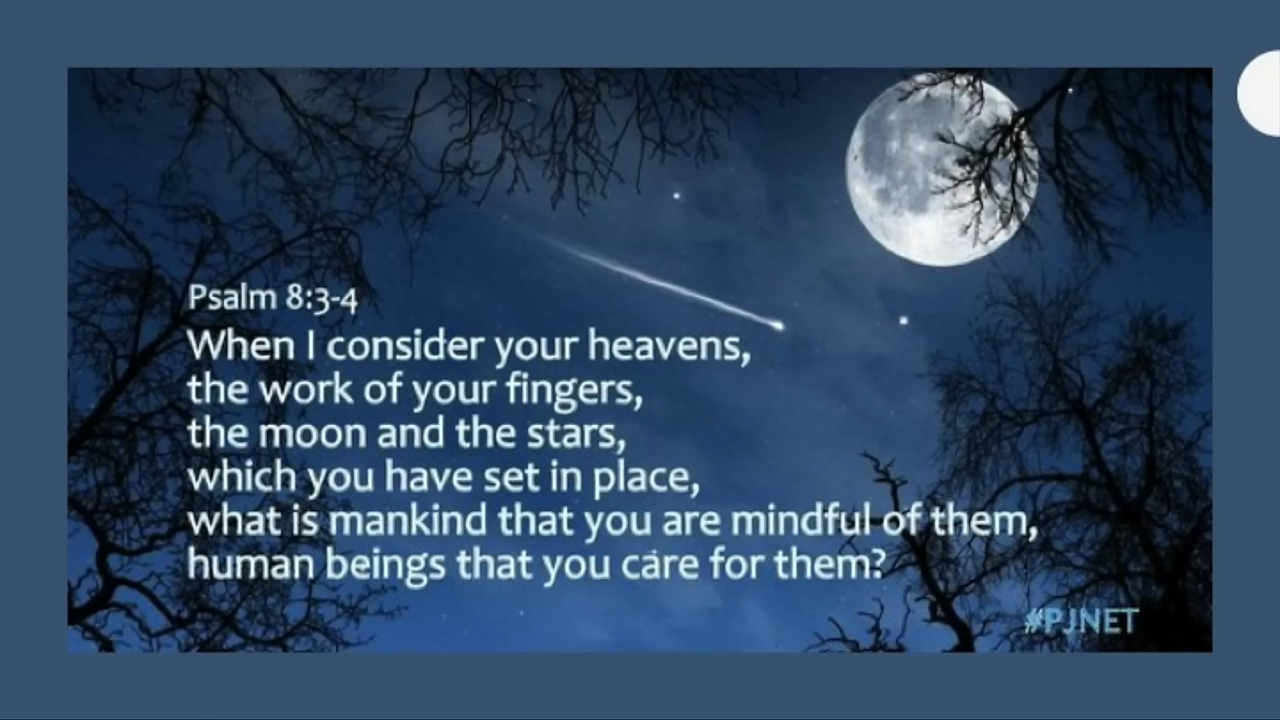 Psalm 8:3-4
When I consider your heavens,
the work of your fingers,
the moon and the stars,
which you have set in place,
what is mankind that you are mindful of them,
human beings that you care for them?
#PJNET